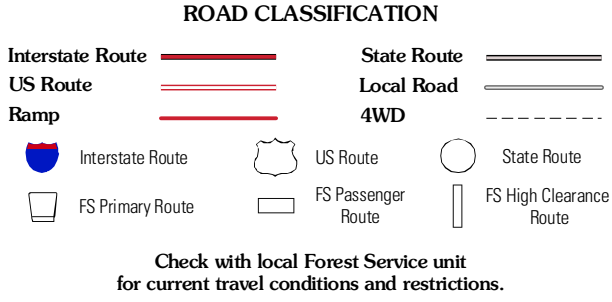 ROAD CLASSIFICATION
Interstate Route
State Route
US Route
Local Road
Ramp
4WD
Interstate Route
US Route
State Route
FS Primary Route
FS Passenger
Route
FS High Clearance
Route
Check with local Forest Service unit
for current travel conditions and restrictions.